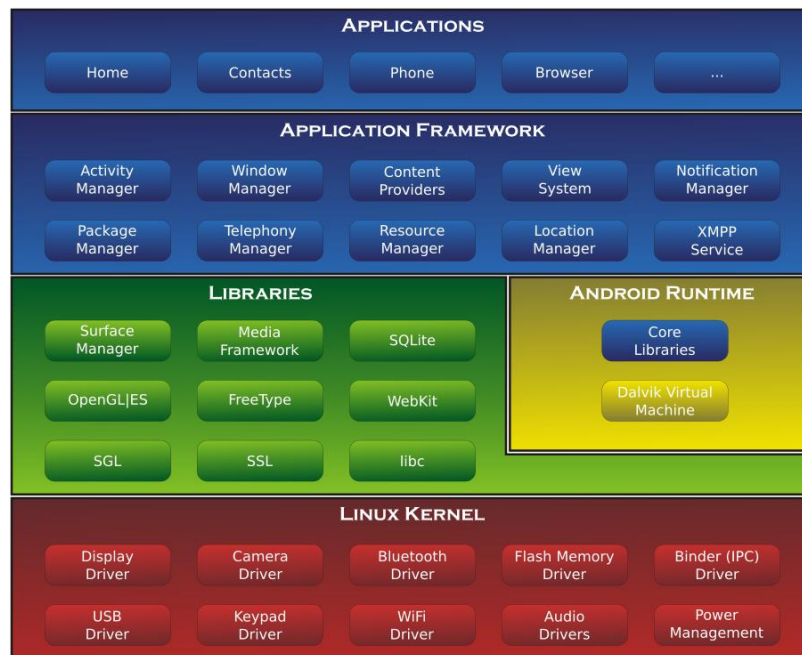 APPLICATIONS
Home
Contacts
Phone
Browser
...
APPLICATION FRAMEWORK
Activity
Manager
Window
Manager
Content
Providers
View
System
Notification
Manager
Package
Manager
Telephony
Manager
Resource
Manager
Location
Manager
XMPP
Service
LIBRARIES
Surface
Manager
Media
Framework
SQLite
OpenGL|ES
FreeType
WebKit
SGL
SSL
libc
ANDROID RUNTIME
Core
Libraries
Dalvik Virtual
Machine
LINUX KERNEL
Display
Driver
Camera
Driver
Bluetooth
Driver
Flash Memory
Driver
Binder (IPC)
Driver
USB
Driver
Keypad
Driver
WiFi
Driver
Audio
Drivers
Power
Management